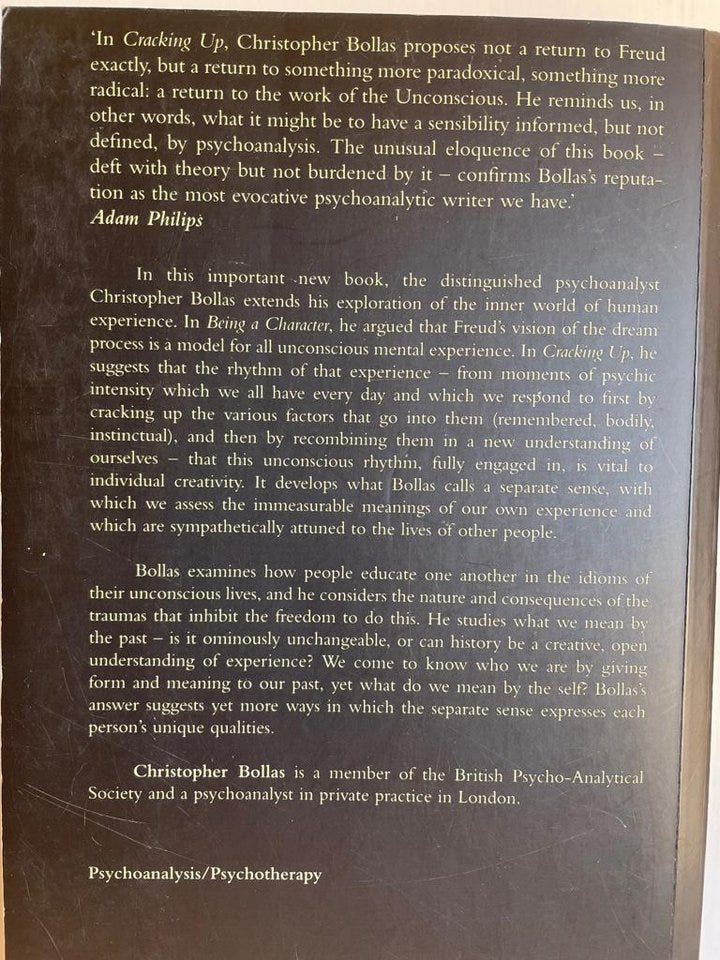 ‘In Cracking Up, Christopher Bollas proposes not a return to Freud
exactly, but a return to something more paradoxical, something more
radical: a return to the work of the Unconscious. He reminds us, in
other words, what it might be to have a sensibility informed, but not
defined, by psychoanalysis. The unusual eloquence of this book –
deft with theory but not burdened by it – confirms Bollas’s reputa-
tion as the most evocative psychoanalytic writer we have.’
Adam Philips
In this important new book, the distinguished psychoanalyst
Christopher Bollas extends his exploration of the inner world of human
experience. In Being a Character, he argued that Freud’s vision of the dream
process is a model for all unconscious mental experience. In Cracking Up, he
suggests that the rhythm of that experience – from moments of psychic
intensity which we all have every day and which we respond to first by
cracking up the various factors that go into them (remembered, bodily,
instinctual), and then by recombining them in a new understanding of
ourselves – that this unconscious rhythm, fully engaged in, is vital to
individual creativity. It develops what Bollas calls a separate sense, with
which we assess the immeasurable meanings of our own experience and
which are sympathetically attuned to the lives of other people.
Bollas examines how people educate one another in the idioms of
their unconscious lives, and he considers the nature and consequences of the
traumas that inhibit the freedom to do this. He studies what we mean by
the past – is it ominously unchangeable, or can history be a creative, open
understanding of experience? We come to know who we are by giving
form and meaning to our past, yet what do we mean by the self? Bollas’s
answer suggests yet more ways in which the separate sense expresses each
person’s unique qualities.
Christopher Bollas is a member of the British Psycho-Analytical
Society and a psychoanalyst in private practice in London.
Psychoanalysis/Psychotherapy